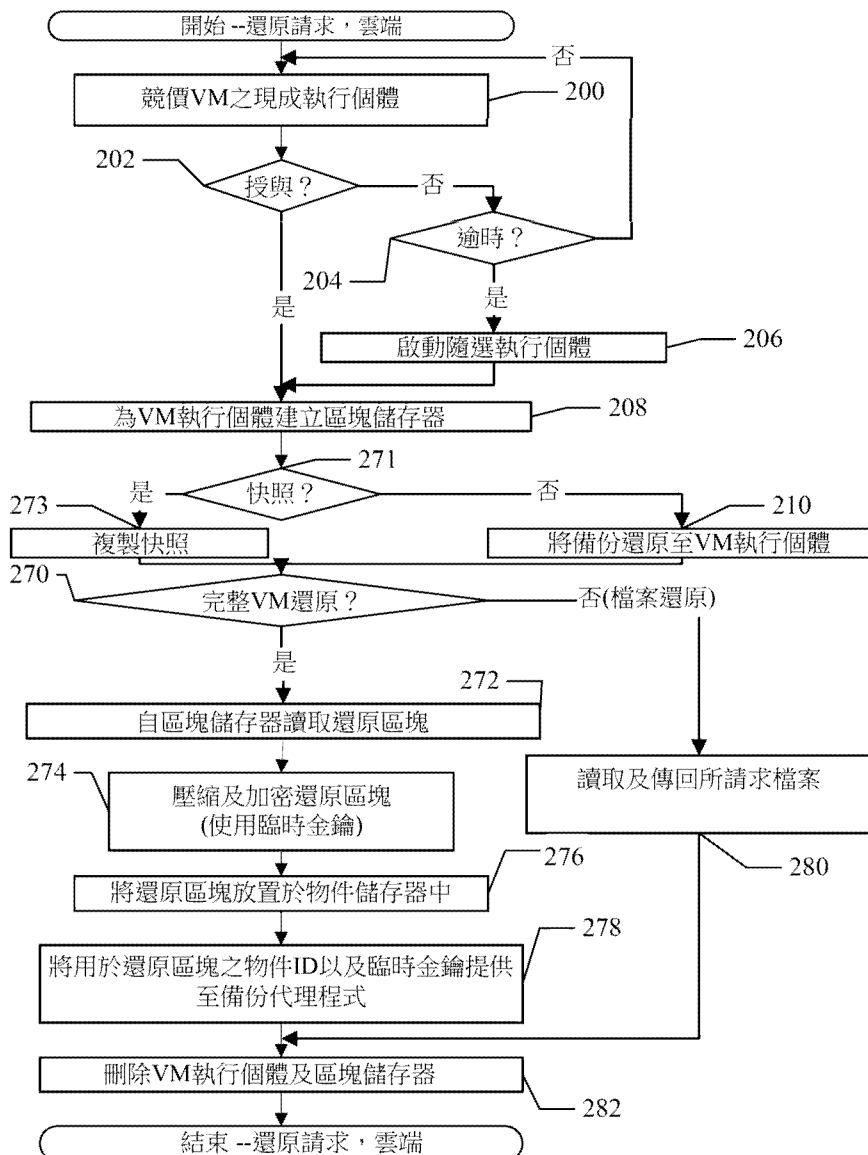 開始 --還原請求，雲端
否
競價VM之現成執行個體
200
202
授與？
否
逾時？
204
是
是
啟動隨選執行個體
206
為VM執行個體建立區塊儲存器
208
271
是
快照？
否
273
210
複製快照
將備份還原至VM執行個體
270
完整VM還原？
否(檔案還原)
是
272
自區塊儲存器讀取還原區塊
274
壓縮及加密還原區塊
(使用臨時金鑰)
讀取及傳回所請求檔案
276
280
將還原區塊放置於物件儲存器中
278
將用於還原區塊之物件ID以及臨時金鑰提供
至備份代理程式
刪除VM執行個體及區塊儲存器
282
結束 --還原請求，雲端